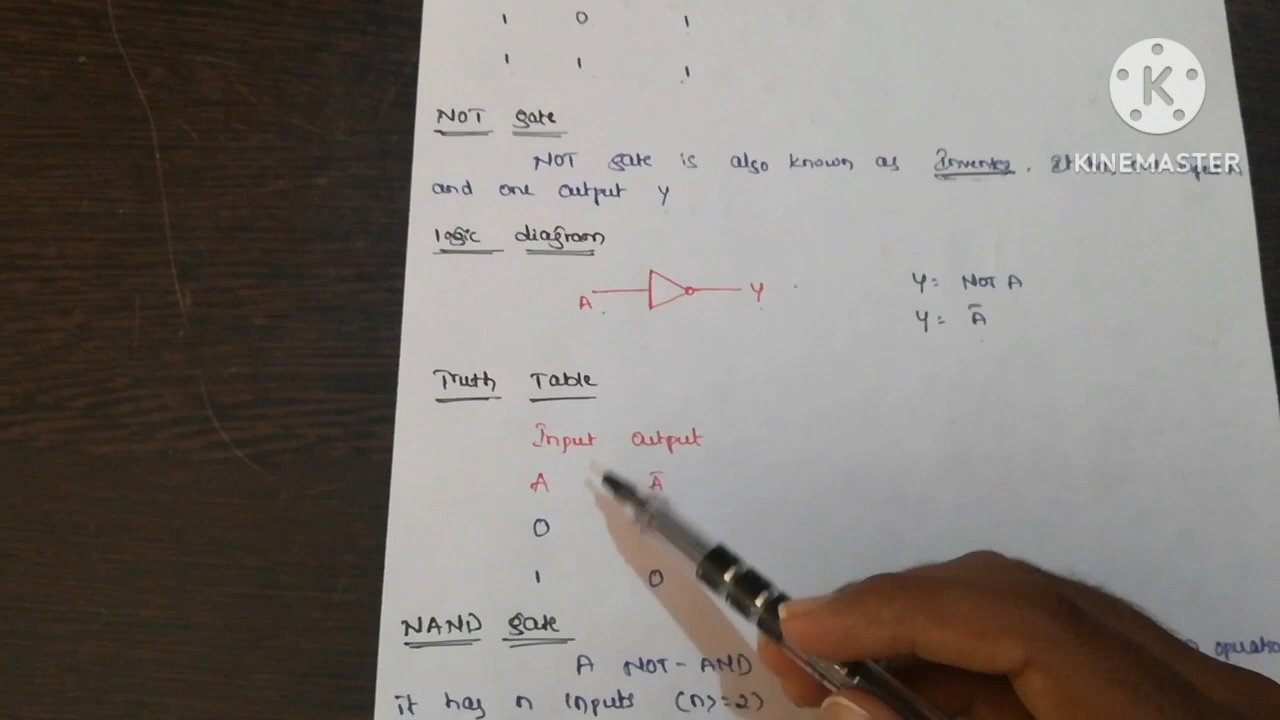 1 0 1
1 1 1
K
KINEMASTER
NOT gate
NOT gate is also known as Inverter.
and one output Y
logic diagram
A Y
Y = NOT A
Y = Ā
Truth Table
Input output
A Ā
0
1 0
NAND gate
A NOT-AND
it has n inputs (n>=2)